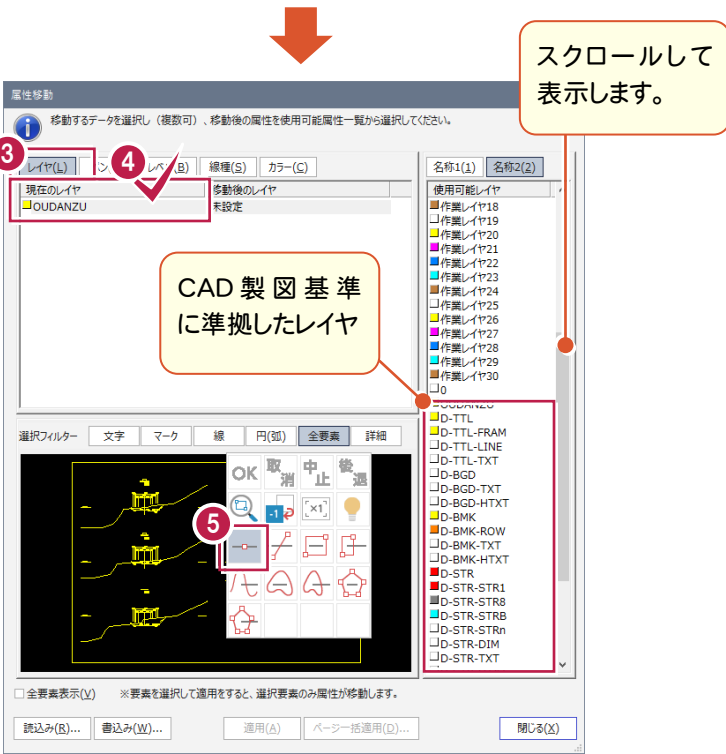 スクロールして
表示します。
属性移動
移動するデータを選択し（複数可）、移動後の属性を使用可能属性一覧から選択してください。
3
4
レイヤ(L)
(B)
線種(S)
カラー(C)
名称1(1)
名称2(2)
現在のレイヤ
移動後のレイヤ
OUDANZU
未設定
使用可能レイヤ
作業レイヤ18
作業レイヤ19
作業レイヤ20
作業レイヤ21
作業レイヤ22
作業レイヤ23
作業レイヤ24
作業レイヤ25
作業レイヤ26
作業レイヤ27
作業レイヤ28
作業レイヤ29
作業レイヤ30
0
OUDANZU
D-TTL
D-TTL-FRAM
D-TTL-LINE
D-TTL-TXT
D-BGD
D-BGD-TXT
D-BGD-HTXT
D-BMK
D-BMK-ROW
D-BMK-TXT
D-BMK-HTXT
D-STR
D-STR-STR1
D-STR-STR8
D-STR-STRB
D-STR-STRn
D-STR-DIM
D-STR-TXT
CAD製図基準
に準拠したレイヤ
選択フィルター
文字
マーク
線
円(弧)
全要素
詳細
OK
取消
中止
後退
-1
[×1]
5
全要素表示(V)
※要素を選択して適用をすると、選択要素のみ属性が移動します。
読込み(R)...
書込み(W)...
適用(A)
ページ一括適用(D)...
閉じる(X)